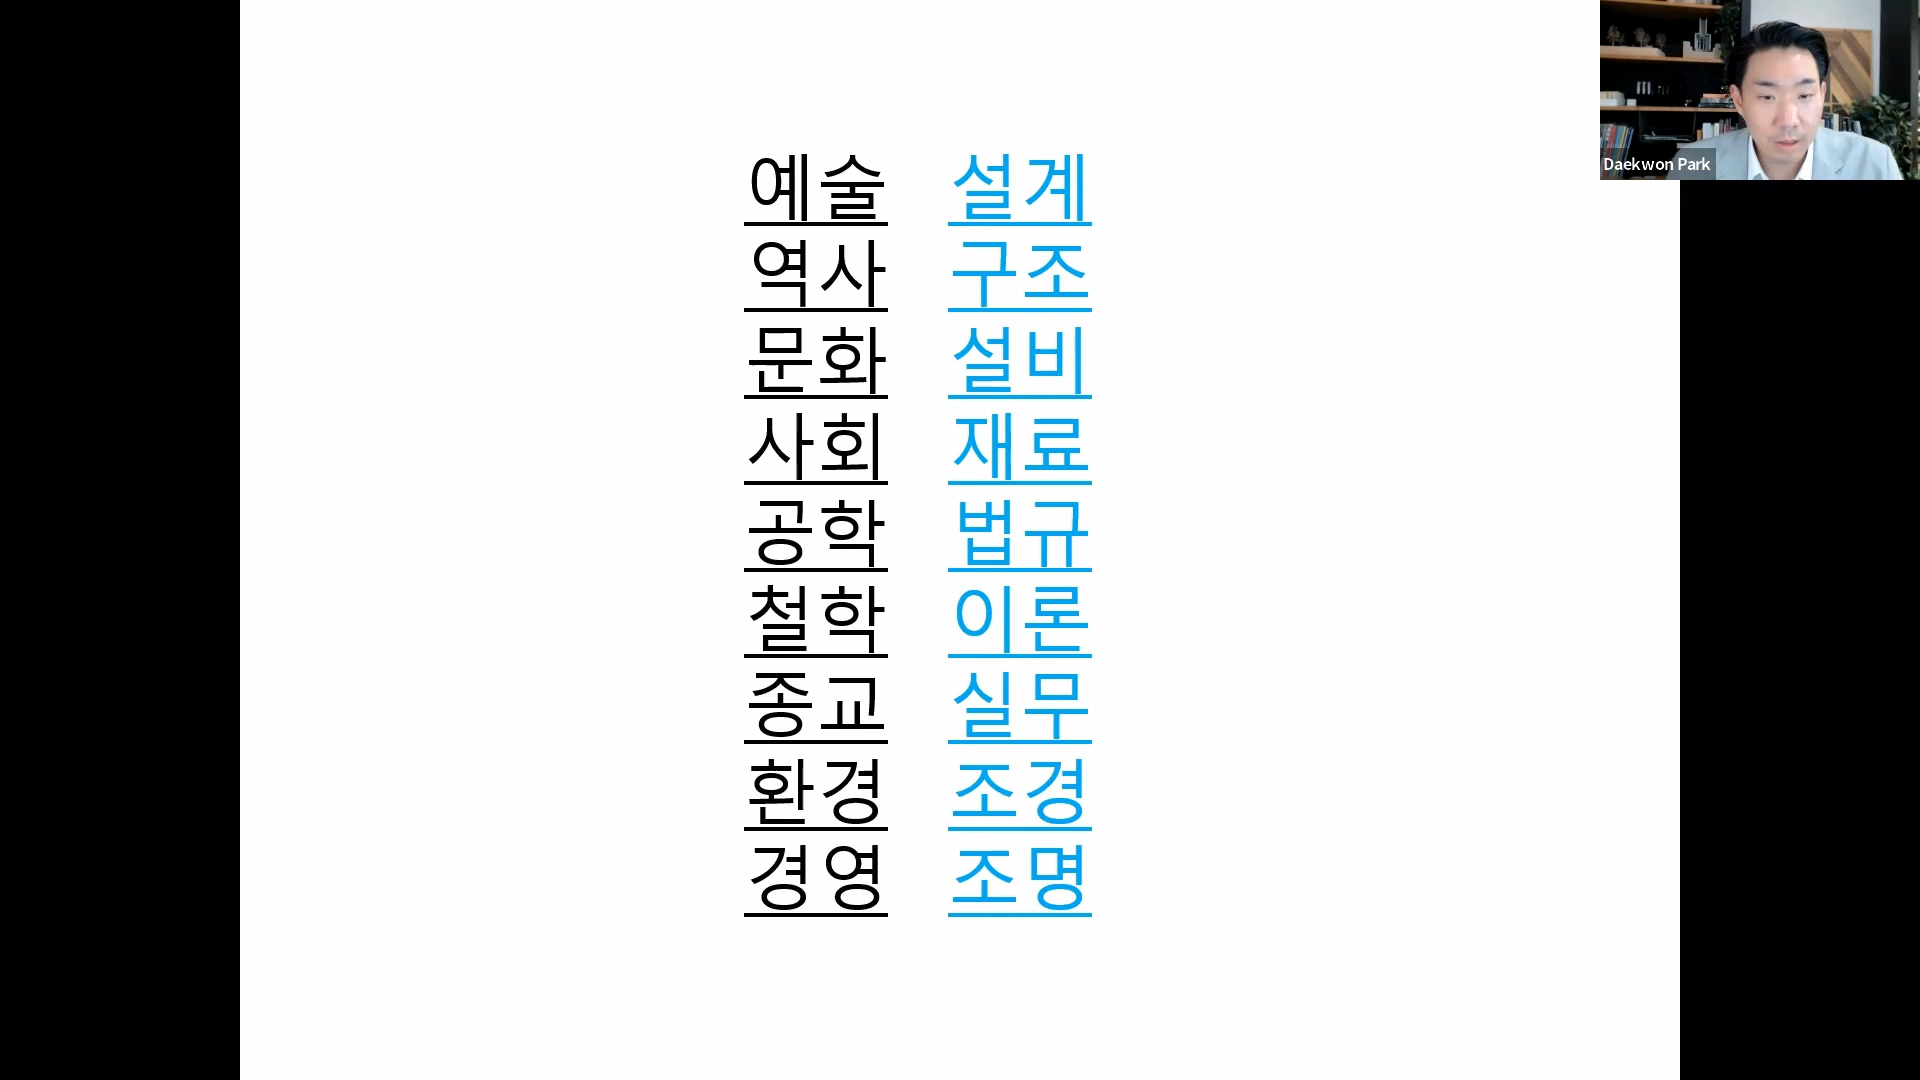 예술 설계
역사 구조
문화 설비
사회 재료
공학 법규
철학 이론
종교 실무
환경 조경
경영 조명
Daekwon Park